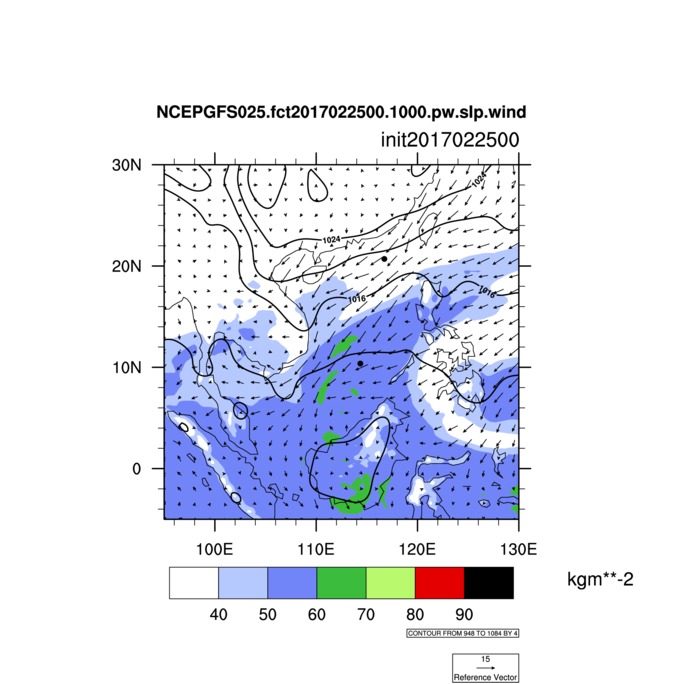 NCEPGFS025.fct2017022500.1000.pw.slp.wind
init2017022500
30N
1024
1024
20N
1016
1016
10N
0
100E 110E 120E 130E
kgm**-2
40 50 60 70 80 90
CONTOUR FROM 948 TO 1084 BY 4
15
Reference Vector